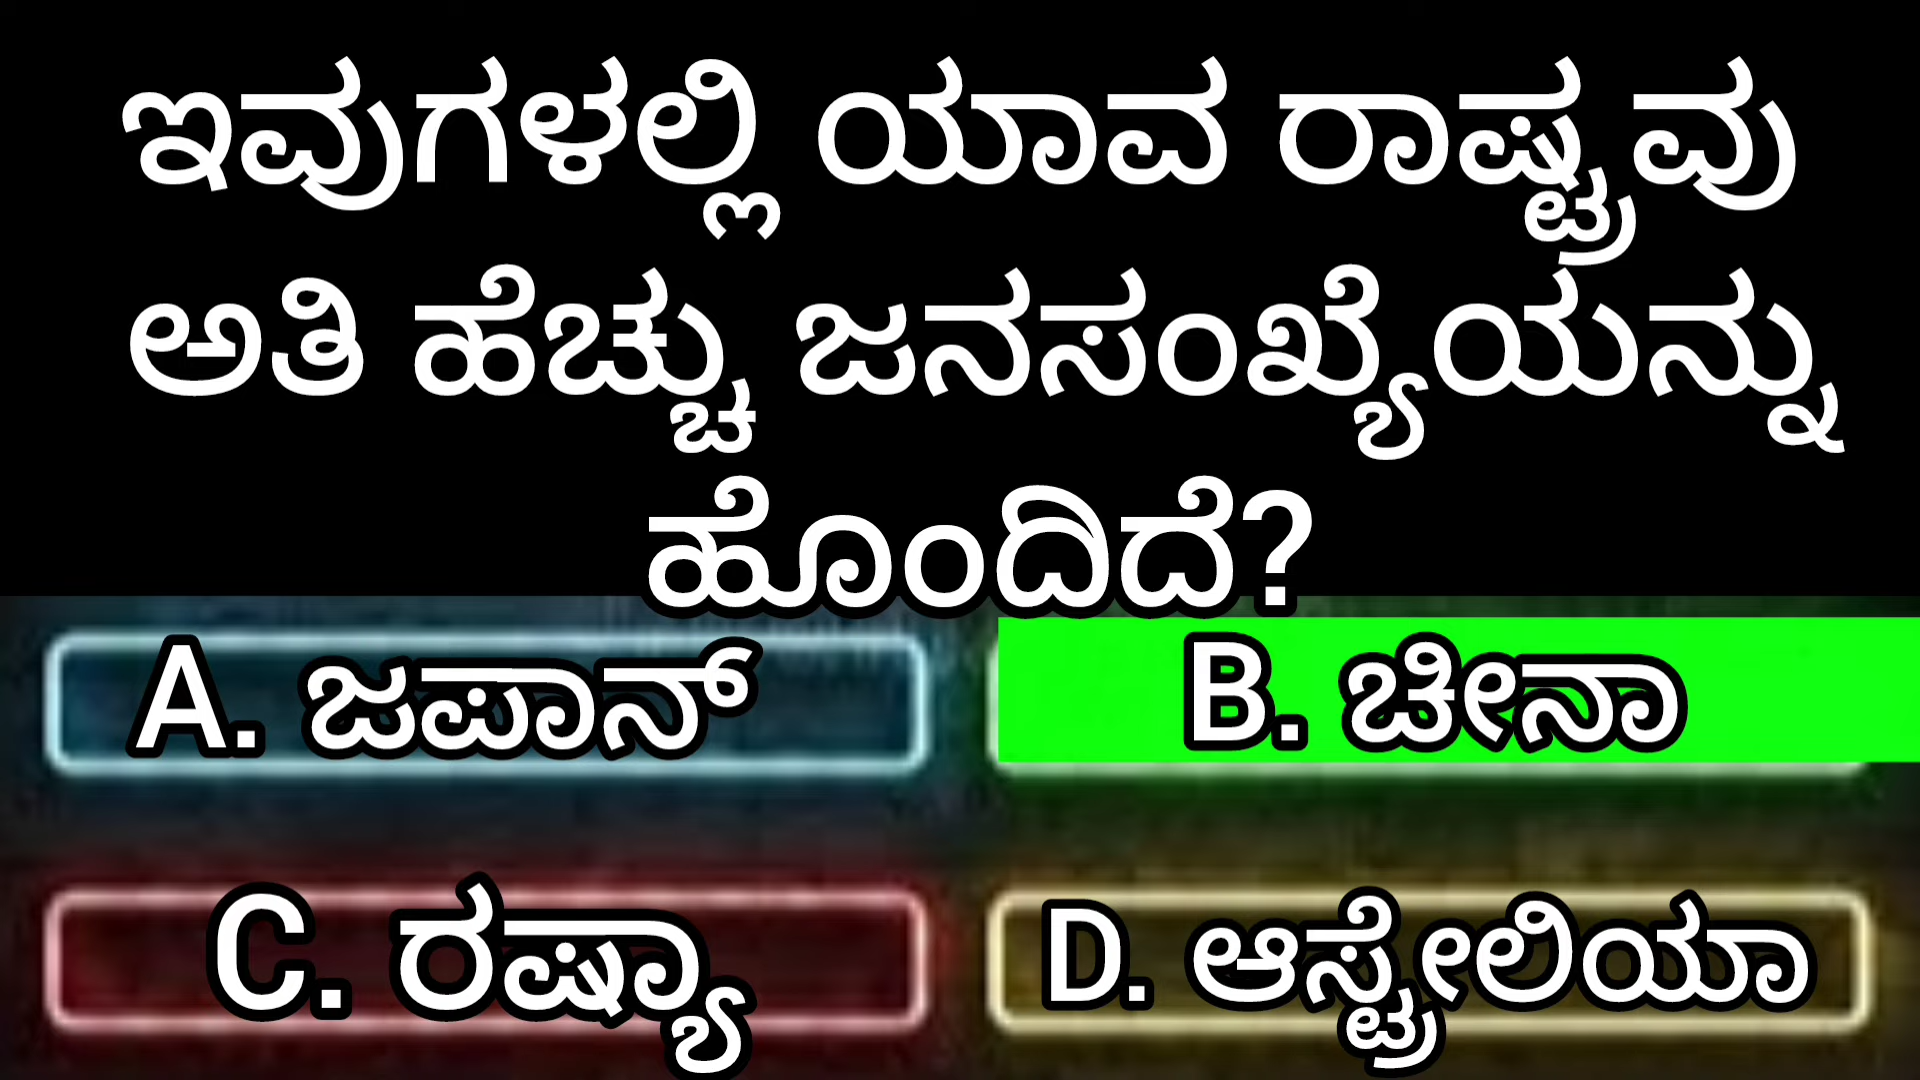 ಇವುಗಳಲ್ಲಿ ಯಾವ ರಾಷ್ಟ್ರವು
ಅತಿ ಹೆಚ್ಚು ಜನಸಂಖ್ಯೆಯನ್ನು
ಹೊಂದಿದೆ?
A. ಜಪಾನ್
B. ಚೀನಾ
C. ರಷ್ಯಾ
D. ಆಸ್ಟ್ರೇಲಿಯಾ